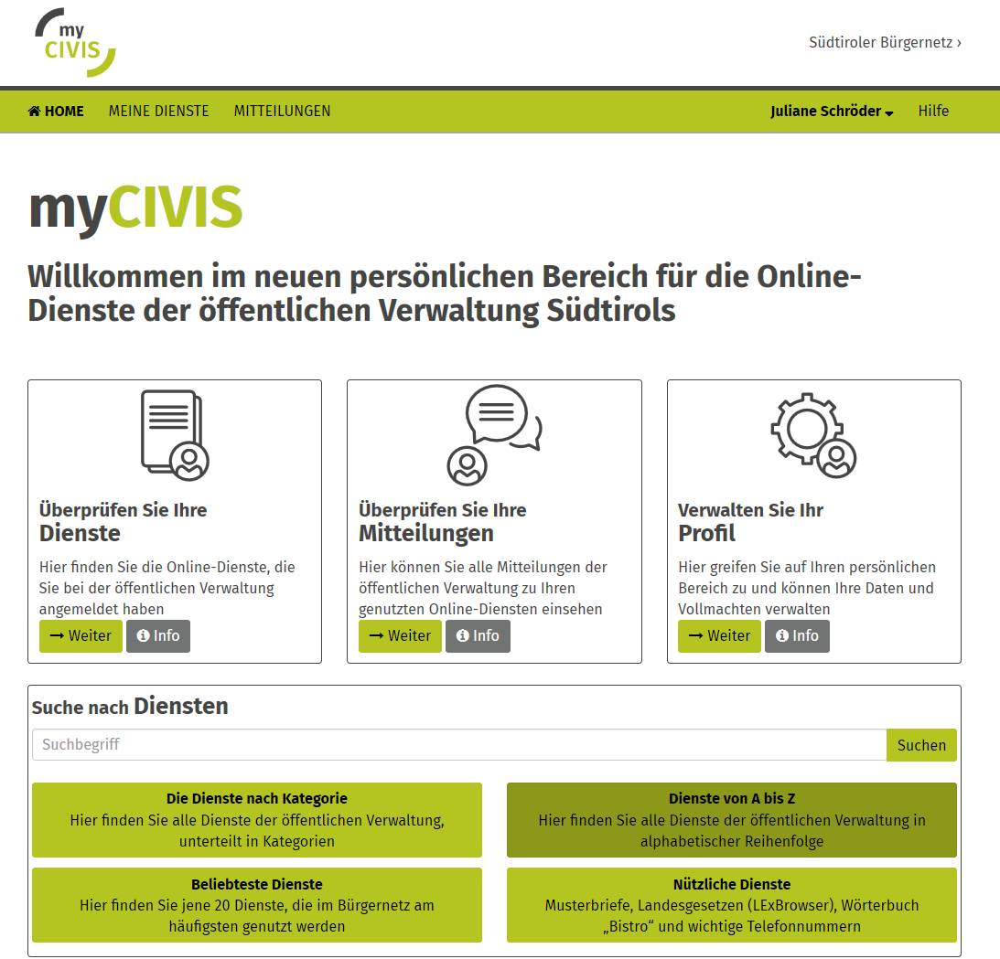 my
CIVIS
Südtiroler Bürgernetz ›
HOME MEINE DIENSTE MITTEILUNGEN Juliane Schröder Hilfe
myCIVIS
Willkommen im neuen persönlichen Bereich für die Online-
Dienste der öffentlichen Verwaltung Südtirols
Überprüfen Sie Ihre
Dienste
Hier finden Sie die Online-Dienste, die
Sie bei der öffentlichen Verwaltung
angemeldet haben
Weiter Info
Überprüfen Sie Ihre
Mitteilungen
Hier können Sie alle Mitteilungen der
öffentlichen Verwaltung zu Ihren
genutzten Online-Diensten einsehen
Weiter Info
Verwalten Sie Ihr
Profil
Hier greifen Sie auf Ihren persönlichen
Bereich zu und können Ihre Daten und
Vollmachten verwalten
Weiter Info
Suche nach Diensten
Suchbegriff Suchen
Die Dienste nach Kategorie
Hier finden Sie alle Dienste der öffentlichen Verwaltung,
unterteilt in Kategorien
Dienste von A bis Z
Hier finden Sie alle Dienste der öffentlichen Verwaltung in
alphabetischer Reihenfolge
Beliebteste Dienste
Hier finden Sie jene 20 Dienste, die im Bürgernetz am
häufigsten genutzt werden
Nützliche Dienste
Musterbriefe, Landesgesetzen (LExBrowser), Wörterbuch
„Bistro“ und wichtige Telefonnummern